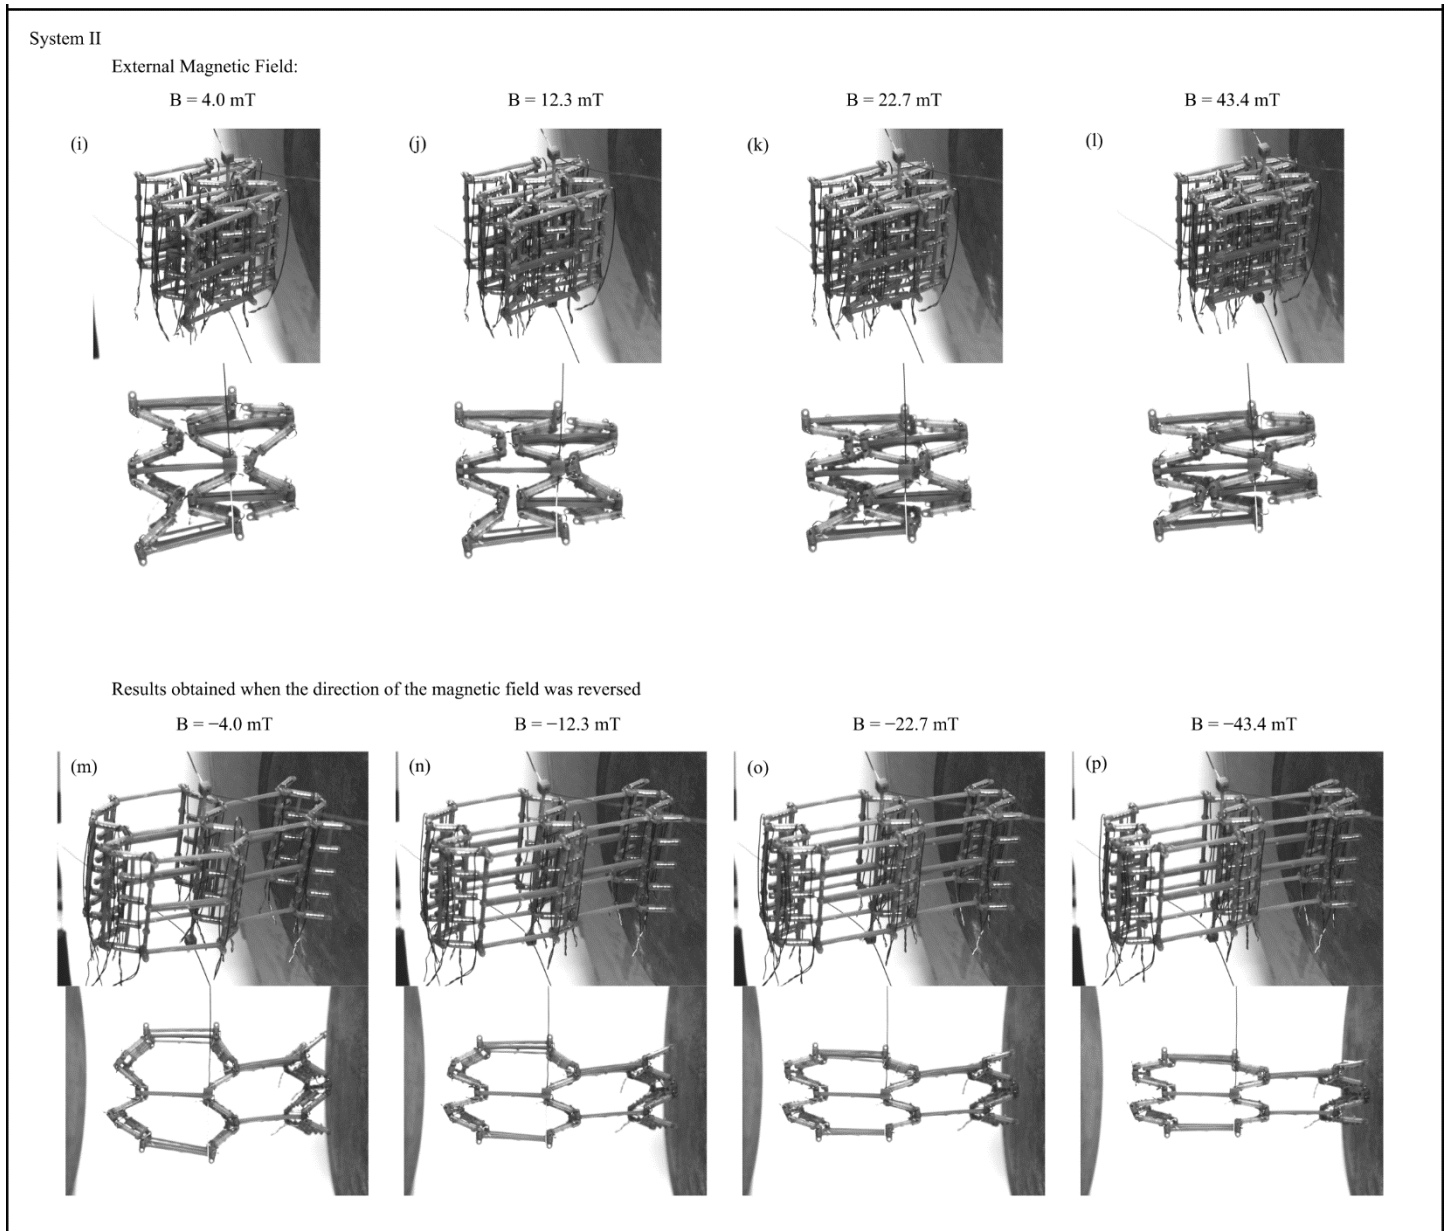 System II
External Magnetic Field:
B = 4.0 mT
B = 12.3 mT
B = 22.7 mT
B = 43.4 mT
(i)
(j)
(k)
(l)
Results obtained when the direction of the magnetic field was reversed
B = −4.0 mT
B = −12.3 mT
B = −22.7 mT
B = −43.4 mT
(m)
(n)
(o)
(p)